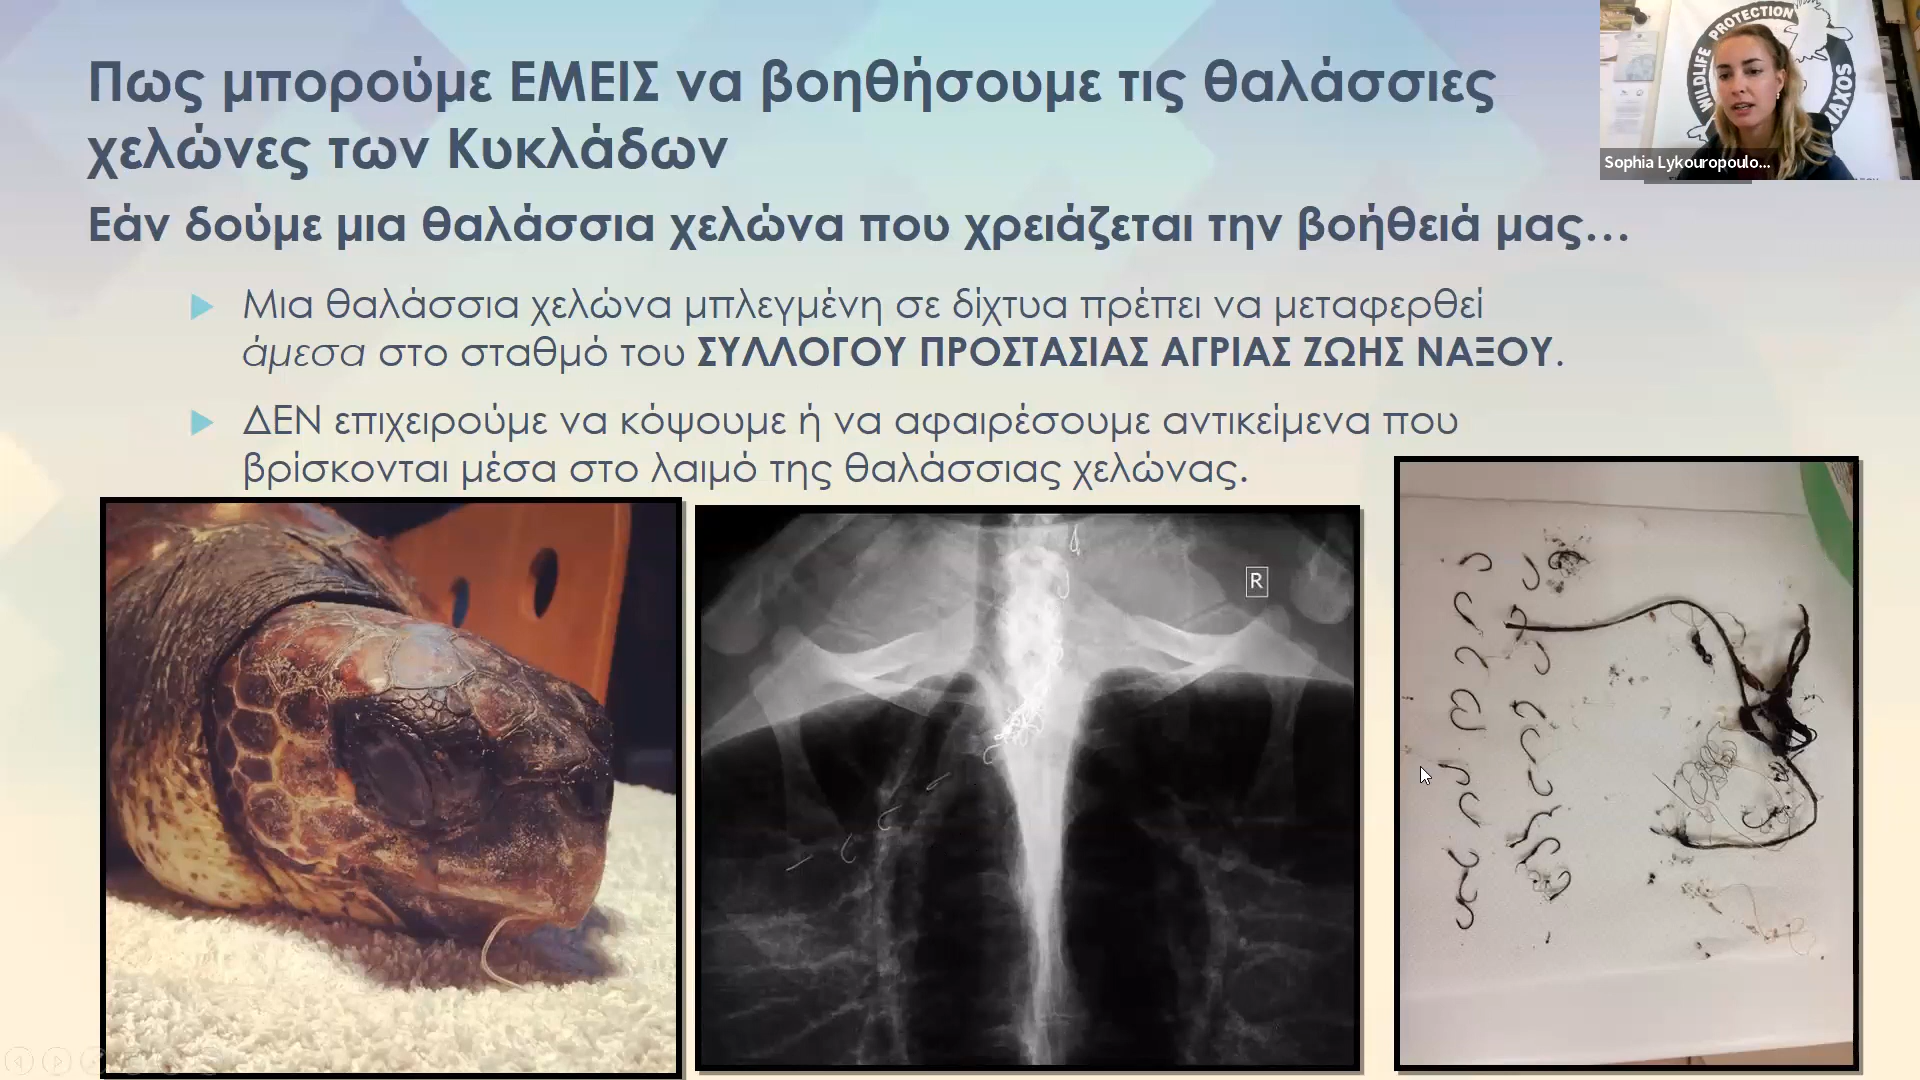 Πως μπορούμε ΕΜΕΙΣ να βοηθήσουμε τις θαλάσσιες
χελώνες των Κυκλάδων
WILDLIFE PROTECTION
NAXOS
Sophia Lykouropoulo...
Εάν δούμε μια θαλάσσια χελώνα που χρειάζεται την βοήθειά μας...
Μια θαλάσσια χελώνα μπλεγμένη σε δίχτυα πρέπει να μεταφερθεί
άμεσα στο σταθμό του ΣΥΛΛΟΓΟΥ ΠΡΟΣΤΑΣΙΑΣ ΑΓΡΙΑΣ ΖΩΗΣ ΝΑΞΟΥ.
ΔΕΝ επιχειρούμε να κόψουμε ή να αφαιρέσουμε αντικείμενα που
βρίσκονται μέσα στο λαιμό της θαλάσσιας χελώνας.
R